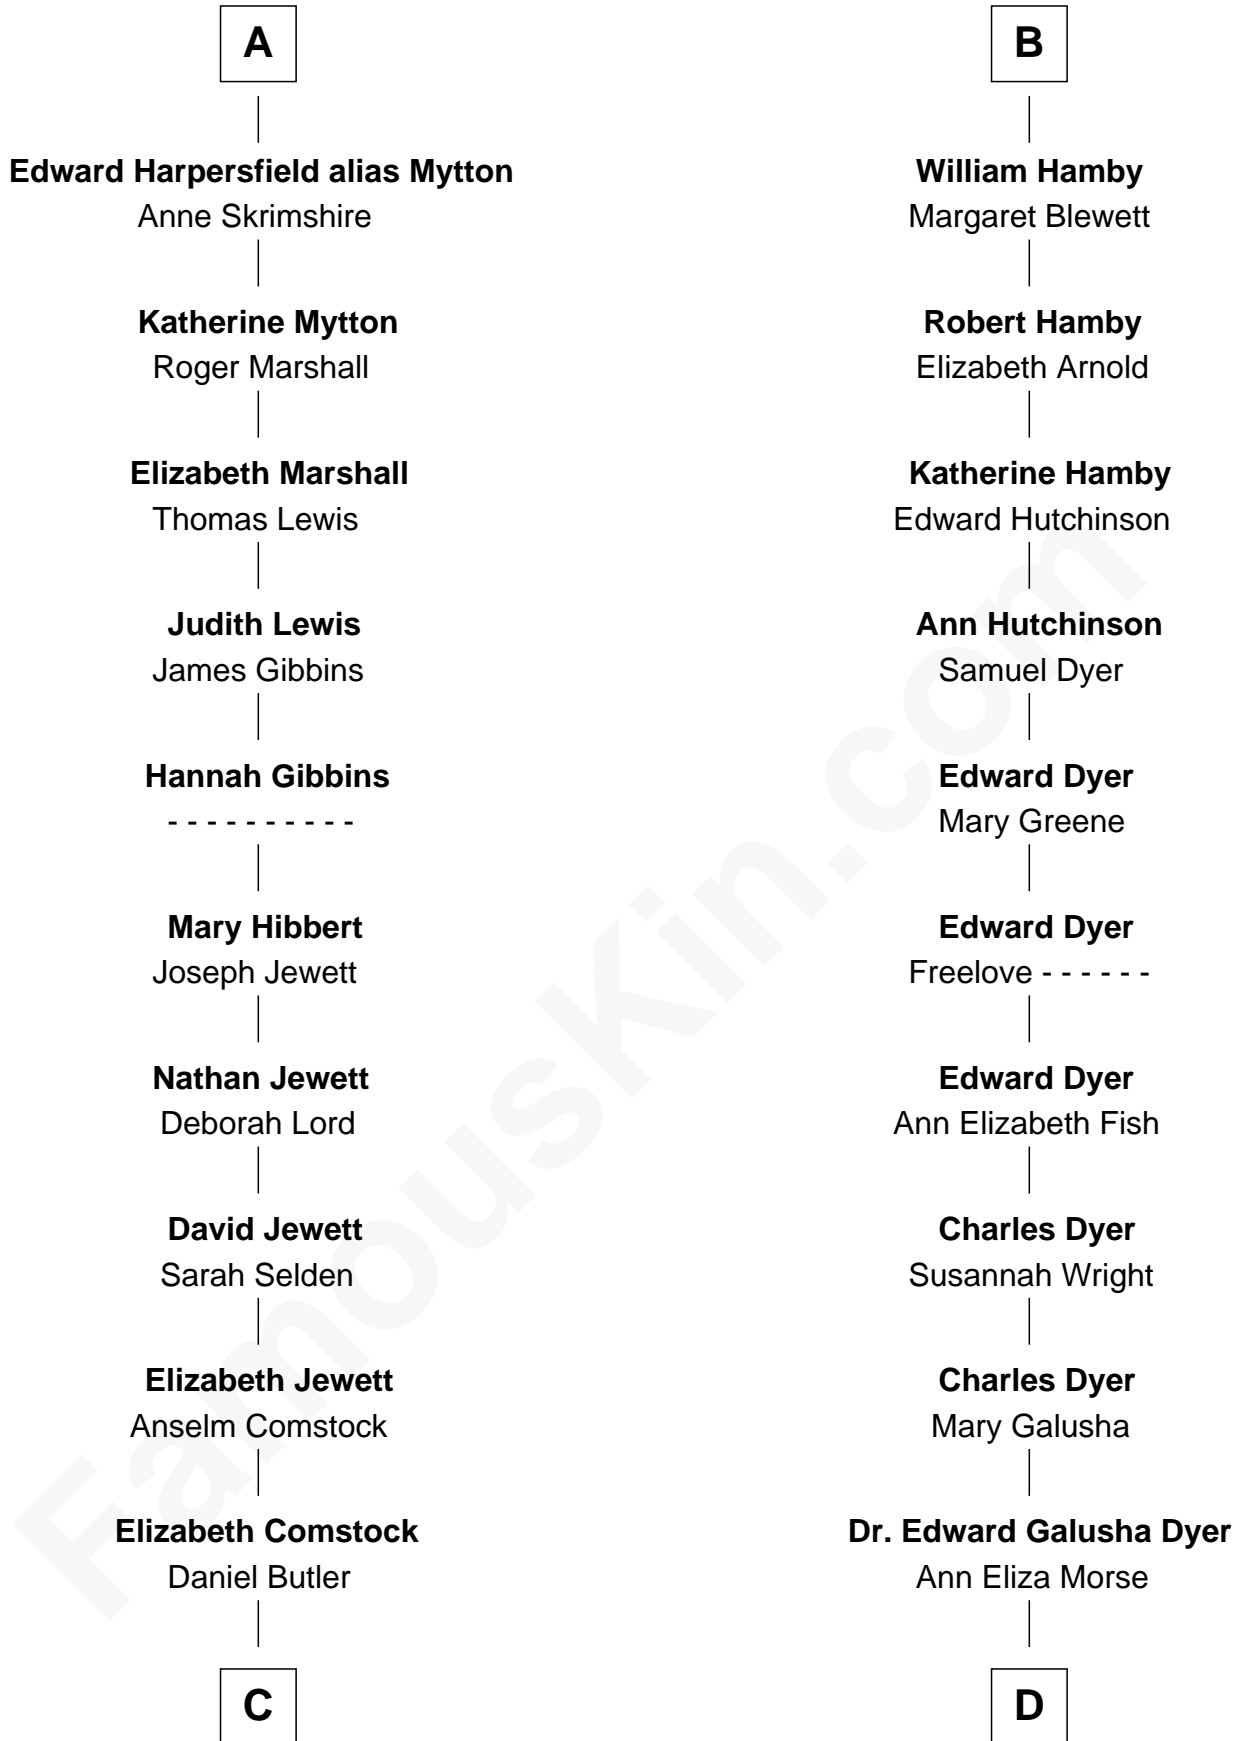 A
Edward Harpersfield alias Mytton
Anne Skrimshire
Katherine Mytton
Roger Marshall
Elizabeth Marshall
Thomas Lewis
Judith Lewis
James Gibbins
Hannah Gibbins
- - - - - - - - - -
Mary Hibbert
Joseph Jewett
Nathan Jewett
Deborah Lord
David Jewett
Sarah Selden
Elizabeth Jewett
Anselm Comstock
Elizabeth Comstock
Daniel Butler
C
B
William Hamby
Margaret Blewett
Robert Hamby
Elizabeth Arnold
Katherine Hamby
Edward Hutchinson
Ann Hutchinson
Samuel Dyer
Edward Dyer
Mary Greene
Edward Dyer
Freelove - - - - - -
Edward Dyer
Ann Elizabeth Fish
Charles Dyer
Susannah Wright
Charles Dyer
Mary Galusha
Dr. Edward Galusha Dyer
Ann Eliza Morse
D
FamousKin.com